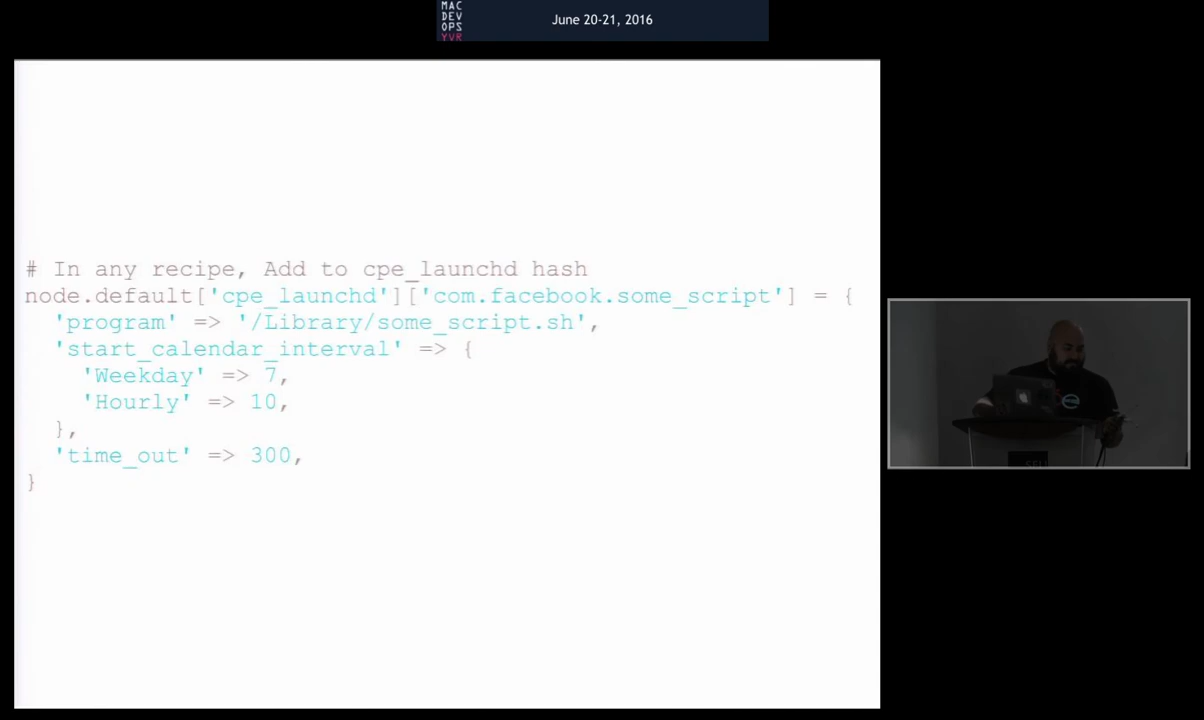 MAC
DEV
OPS
YVR
June 20-21, 2016
# In any recipe, Add to cpe_launchd hash
node.default['cpe_launchd']['com.facebook.some_script'] = {
'program' => '/Library/some_script.sh',
'start_calendar_interval' => {
'Weekday' => 7,
'Hourly' => 10,
},
'time_out' => 300,
}
SFU